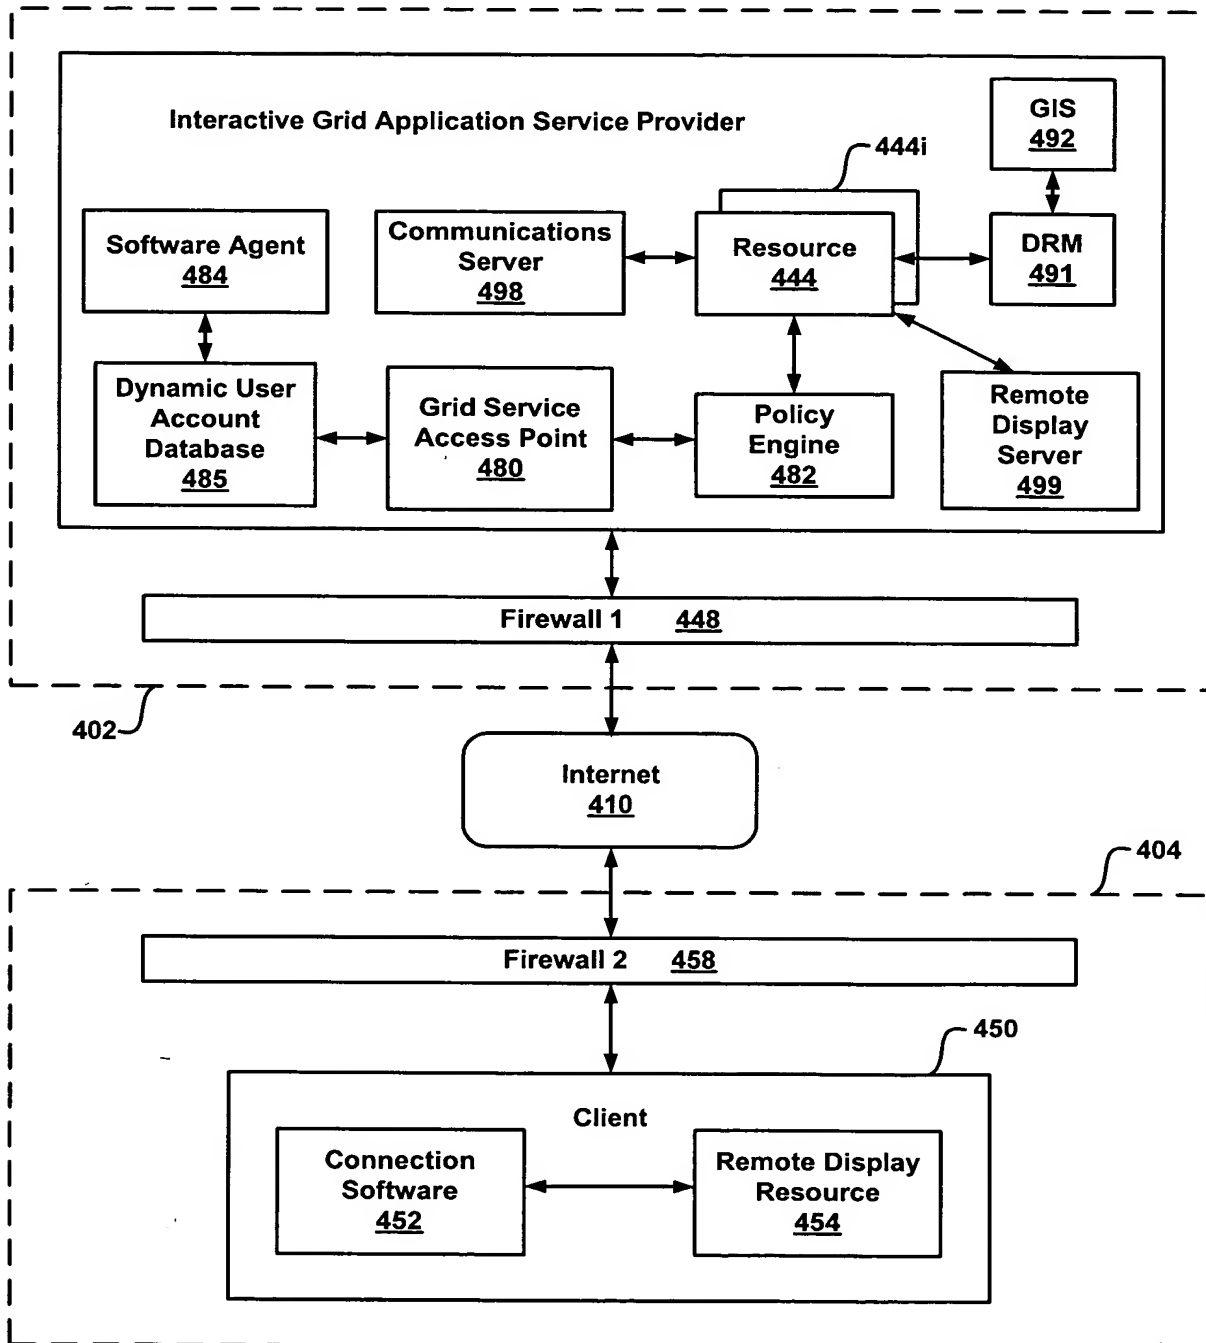 Interactive Grid Application Service Provider
GIS
492
444i
Software Agent
484
Communications
Server
498
Resource
444
DRM
491
Dynamic User
Account
Database
485
Grid Service
Access Point
480
Policy
Engine
482
Remote
Display
Server
499
Firewall 1 448
402
Internet
410
404
Firewall 2 458
450
Client
Connection
Software
452
Remote Display
Resource
454